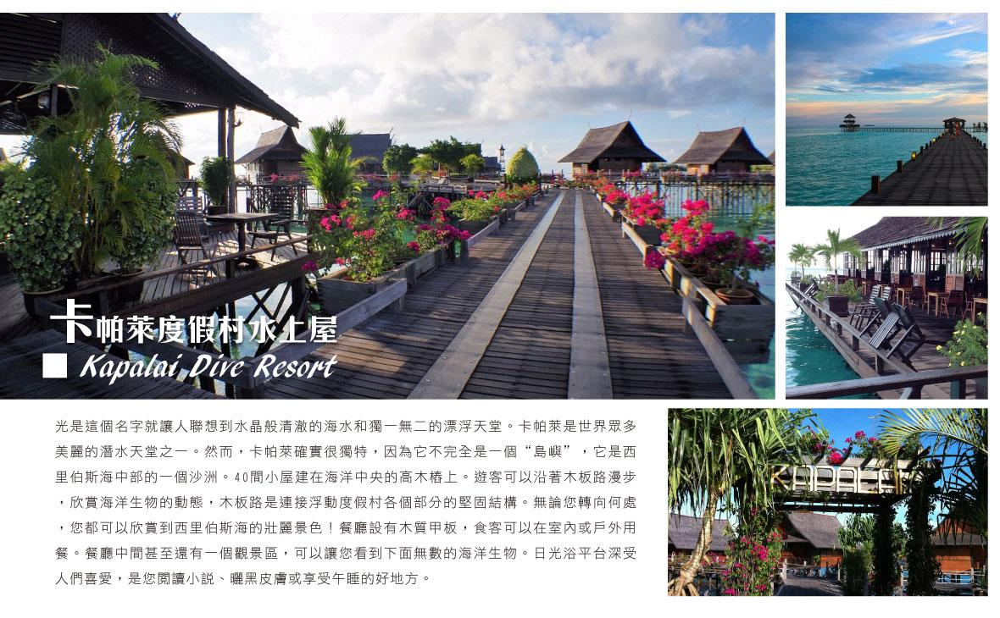 卡帕萊度假村水上屋
Kapalai Dive Resort
光是這個名字就讓人聯想到水晶般清澈的海水和獨一無二的漂浮天堂。卡帕萊是世界眾多
美麗的潛水天堂之一。然而，卡帕萊確實很獨特，因為它不完全是一個“島嶼”，它是西
里伯斯海中部的一個沙洲。40間小屋建在海洋中央的高木樁上。遊客可以沿著木板路漫步
，欣賞海洋生物的動態，木板路是連接浮動度假村各個部分的堅固結構。無論您轉向何處
，您都可以欣賞到西里伯斯海的壯麗景色！餐廳設有木質甲板，食客可以在室內或戶外用
餐。餐廳中間甚至還有一個觀景區，可以讓您看到下面無數的海洋生物。日光浴平台深受
人們喜愛，是您閱讀小說、曬黑皮膚或享受午睡的好地方。